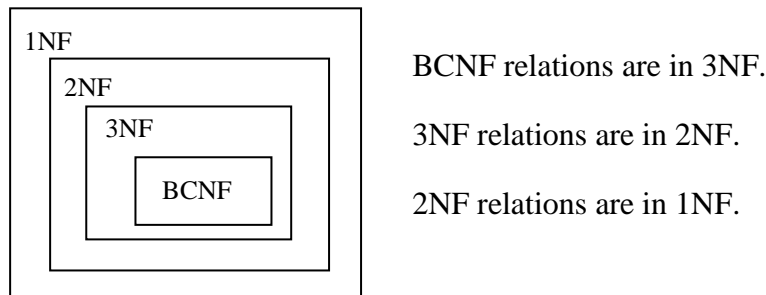 1NF
2NF
3NF
BCNF
BCNF relations are in 3NF.
3NF relations are in 2NF.
2NF relations are in 1NF.